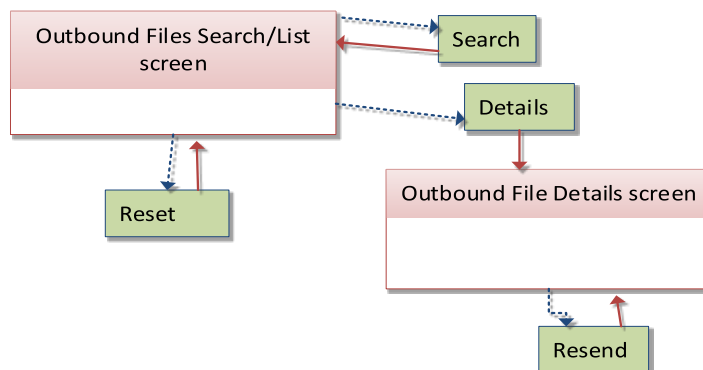 Outbound Files Search/List
screen
Search
Details
Reset
Outbound File Details screen
Resend